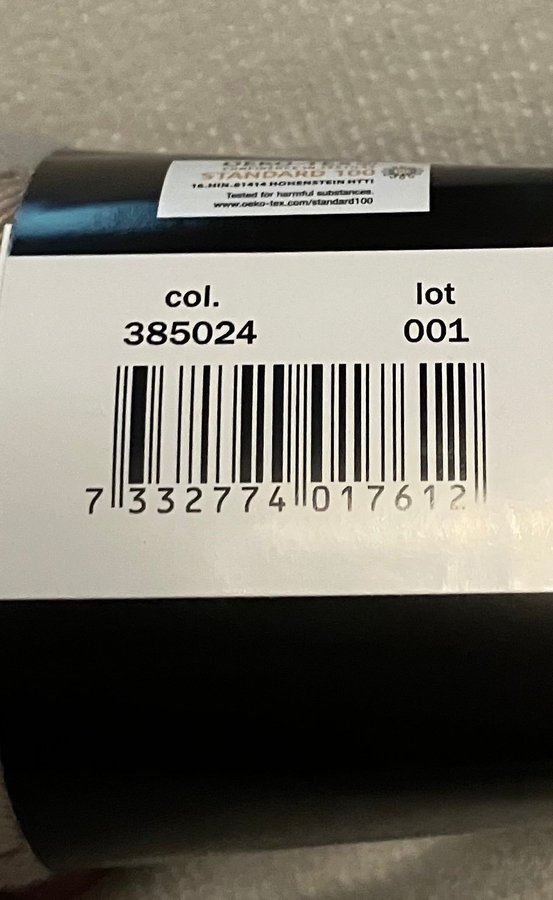 STANDARD 100
16.HIN.81414 HOHENSTEIN HTTI
Tested for harmful substances.
www.oeko-tex.com/standard100
col.
385024
lot
001
7 332774 017612